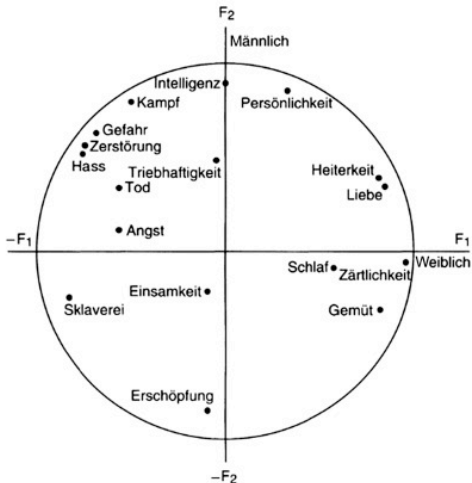 F2
Männlich
Intelligenz
Persönlichkeit
Kampf
Gefahr
Zerstörung
Hass
Triebhaftigkeit
Heiterkeit
Tod
Liebe
Angst
−F1
F1
Weiblich
Schlaf
Zärtlichkeit
Einsamkeit
Sklaverei
Gemüt
Erschöpfung
−F2